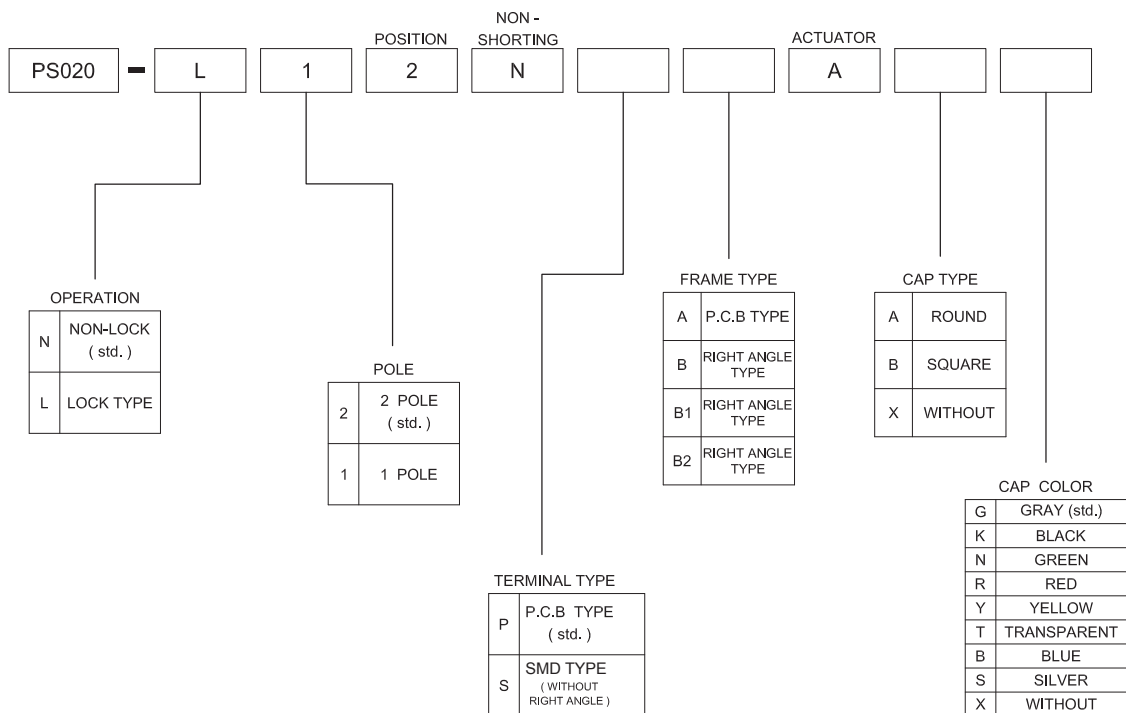 NON -
POSITION SHORTING ACTUATOR
PS020 - L 1 2 N A
OPERATION
N NON-LOCK
( std. )
L LOCK TYPE
POLE
2 2 POLE
( std. )
1 1 POLE
TERMINAL TYPE
P P.C.B TYPE
( std. )
S SMD TYPE
( WITHOUT
RIGHT ANGLE )
FRAME TYPE
A P.C.B TYPE
B RIGHT ANGLE
TYPE
B1 RIGHT ANGLE
TYPE
B2 RIGHT ANGLE
TYPE
CAP TYPE
A ROUND
B SQUARE
X WITHOUT
CAP COLOR
G GRAY (std.)
K BLACK
N GREEN
R RED
Y YELLOW
T TRANSPARENT
B BLUE
S SILVER
X WITHOUT